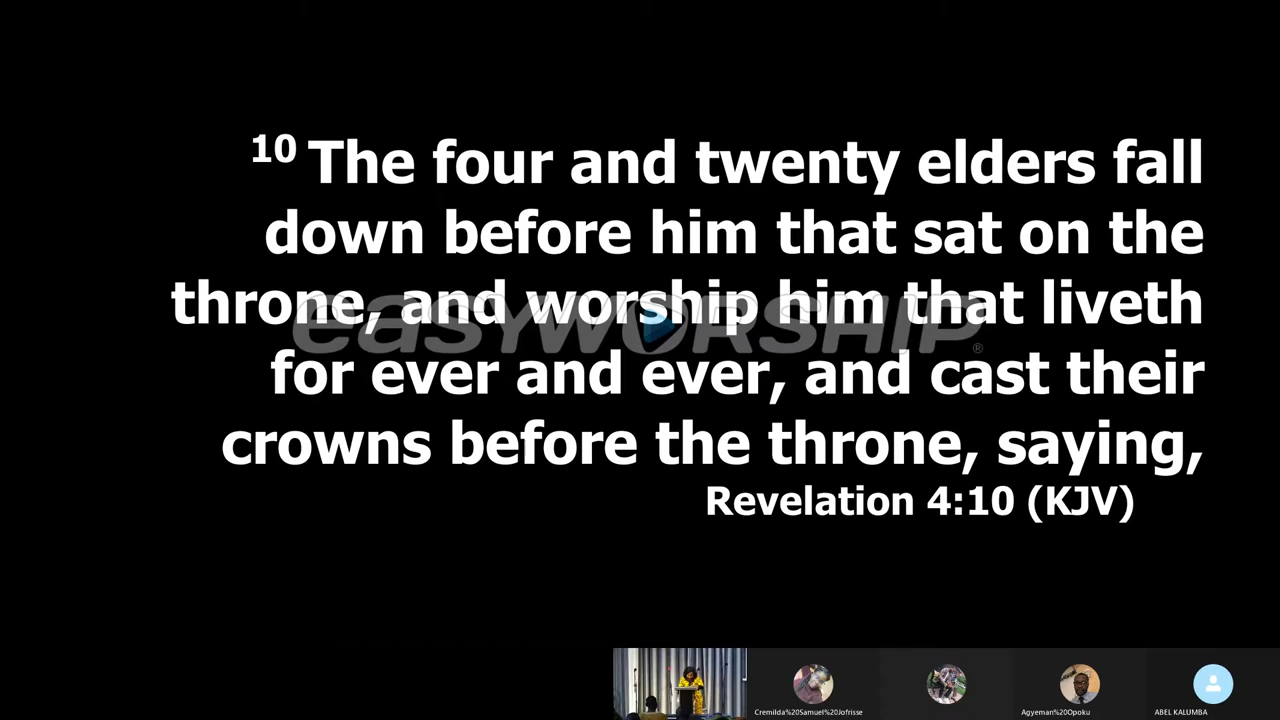 10 The four and twenty elders fall
down before him that sat on the
throne, and worship him that liveth
for ever and ever, and cast their
crowns before the throne, saying,
Revelation 4:10 (KJV)
easyworship®
Cremilda%20Samuel%20Jofrisse
Agyeman%20Opoku
ABEL KALUMBA